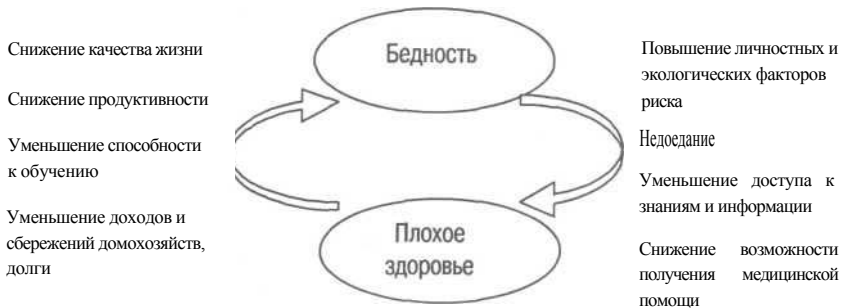 Снижение качества жизни
Снижение продуктивности
Уменьшение способности
к обучению
Уменьшение доходов и
сбережений домохозяйств,
долги
Бедность
Плохое
здоровье
Повышение личностных и
экологических факторов
риска
Недоедание
Уменьшение доступа к
знаниям и информации
Снижение возможности
получения медицинской
помощи